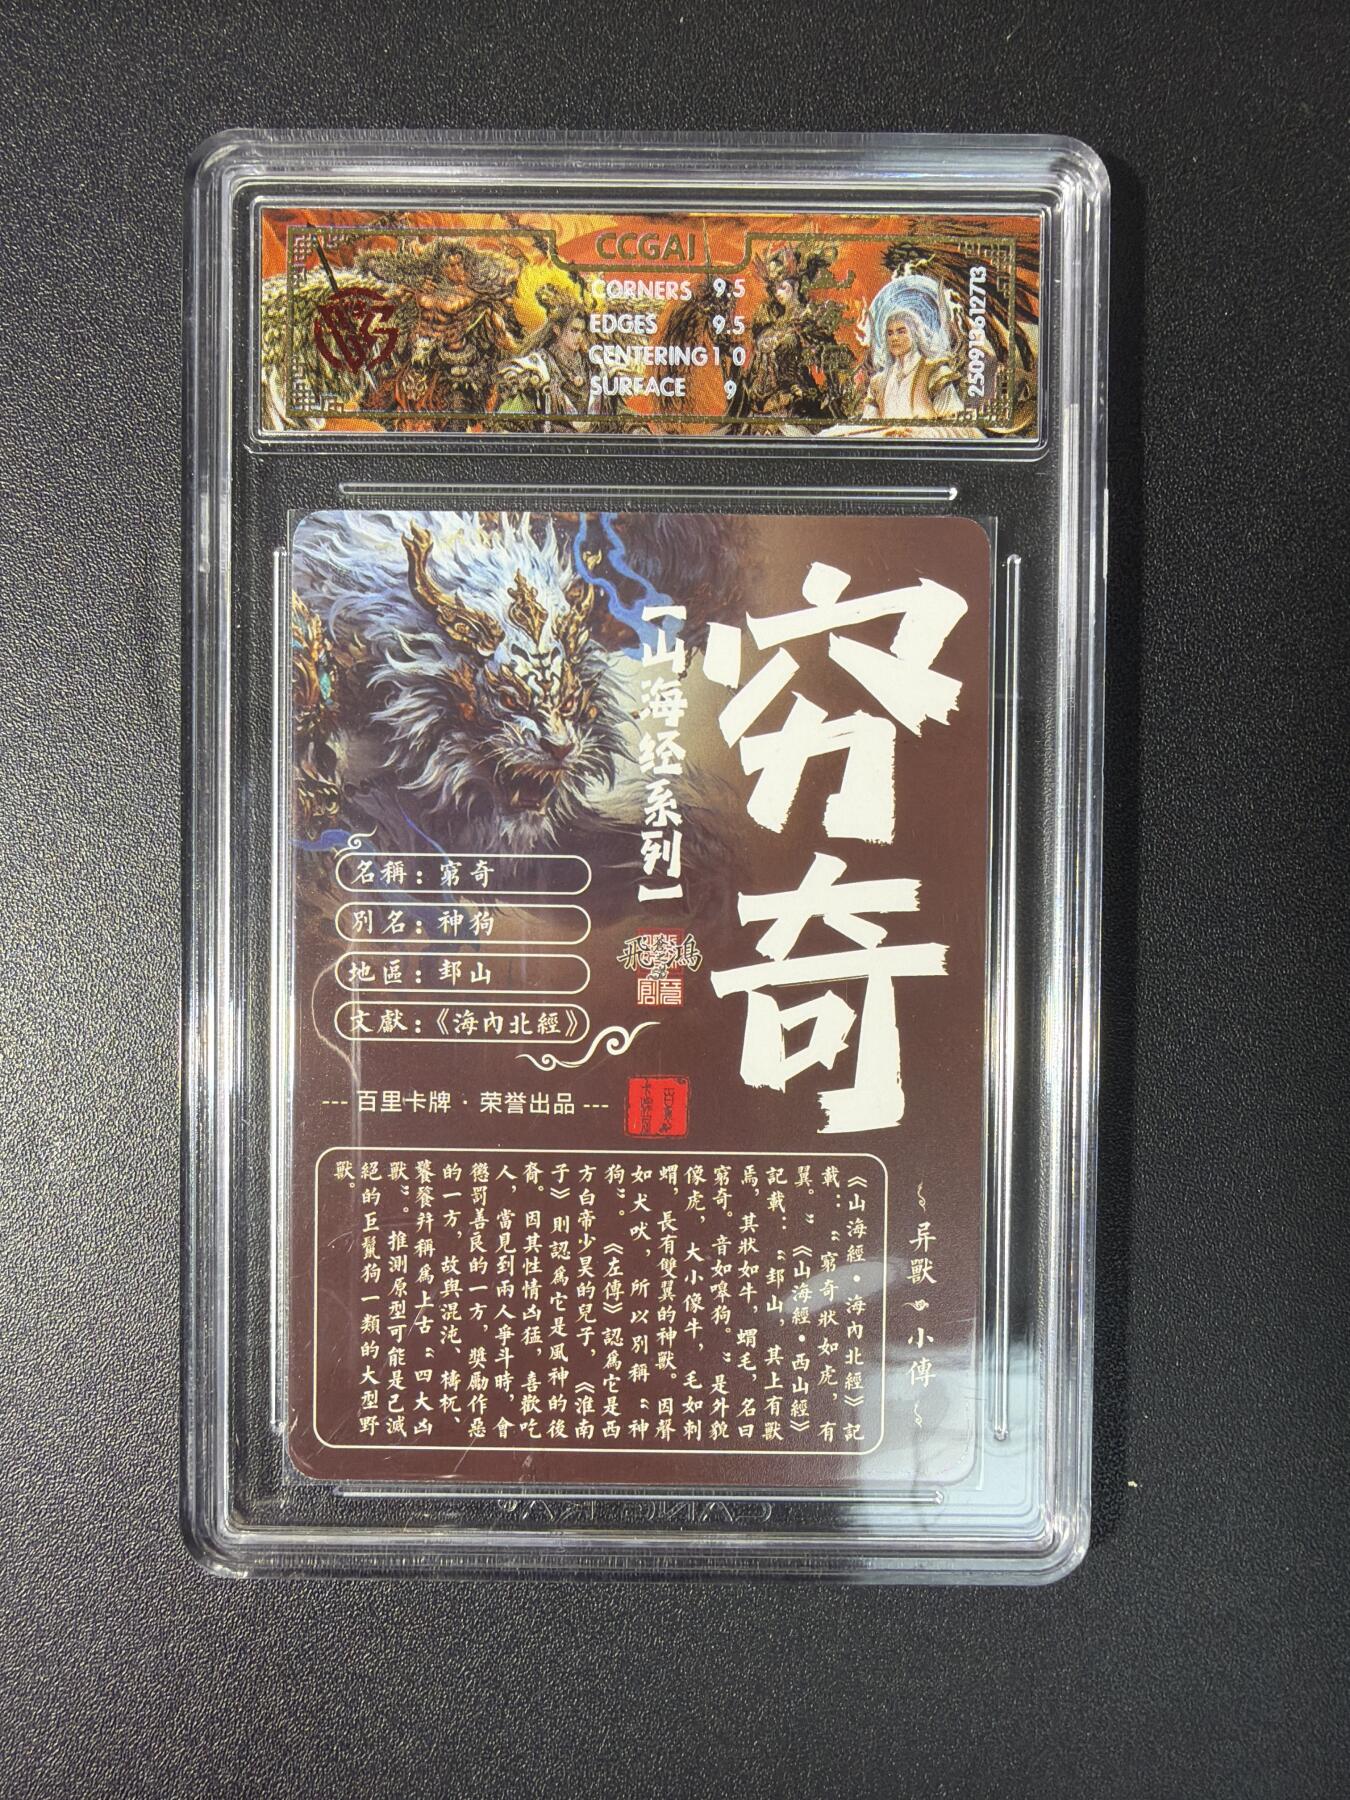 CCGAI
CORNERS 9.5
EDGES 9.5
CENTERING 10
SURFACE 9
250913612713
穷奇
【山海经系列】
名稱：窮奇
別名：神狗
地區：邽山
文獻：《海內北經》
飛鴻
--- 百里卡牌 · 荣誉出品 ---
异獸 小傳
《山海經•海內北經》記
載：“窮奇狀如虎，有
翼。”《山海經•西山經》
記載：“邽山，其上有獸
焉，其狀如牛，蝟毛，名曰
窮奇。音如嗥狗。”是外貌
像虎，大小像牛，毛如刺
蝟，長有雙翼的神獸。因聲
如犬吠，所以別稱“神
狗”。《左傳》認爲它是西
方白帝少昊的兒子，《淮南
子》則認爲它是風神的後
裔。因其性情凶猛，喜歡吃
人，當見到兩人爭斗時，會
懲罰善良的一方，獎勵作惡
的一方，故與混沌、檮杌、
饕餮并稱爲上古“四大凶
獸”。推測原型可能是已滅
絕的巨鬣狗一類的大型野
獸。